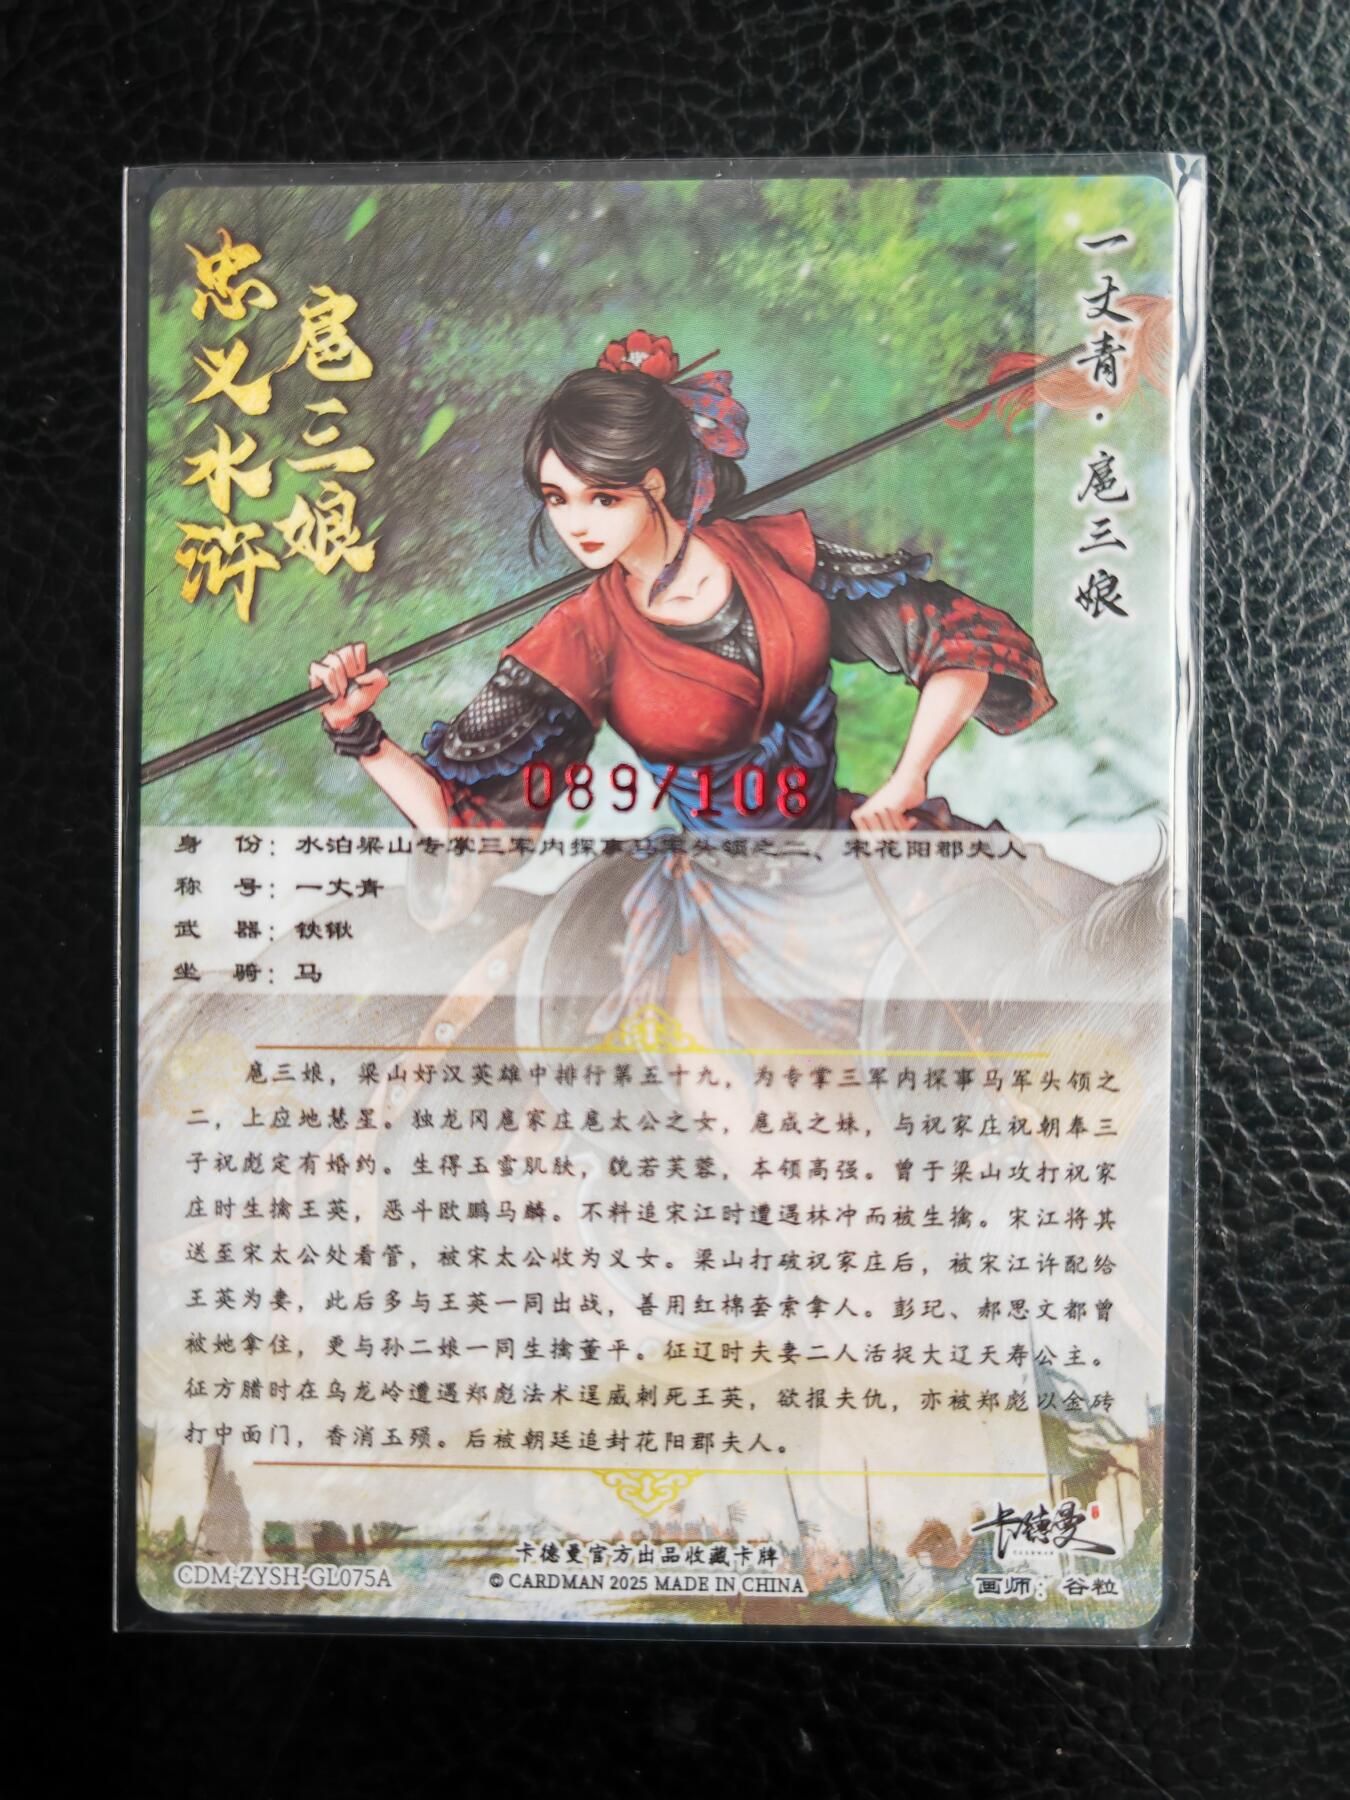 忠义水浒
扈三娘
一丈青·扈三娘
089/108
身 份：水泊梁山专掌三军内探事马军头领之二、宋花阳郡夫人
称 号：一丈青
武 器：铁锹
坐 骑：马
扈三娘，梁山好汉英雄中排行第五十九，为专掌三军内探事马军头领之
二，上应地慧星。独龙冈扈家庄扈太公之女，扈成之妹，与祝家庄祝朝奉三
子祝彪定有婚约。生得玉雪肌肤，貌若芙蓉，本领高强。曾于梁山攻打祝家
庄时生擒王英，恶斗欧鹏马麟。不料追宋江时遭遇林冲而被生擒。宋江将其
送至宋太公处看管，被宋太公收为义女。梁山打破祝家庄后，被宋江许配给
王英为妻，此后多与王英一同出战，善用红棉套索拿人。彭玘、郝思文都曾
被她拿住，更与孙二娘一同生擒董平。征辽时夫妻二人活捉大辽天寿公主。
征方腊时在乌龙岭遭遇郑彪法术逞威刺死王英，欲报夫仇，亦被郑彪以金砖
打中面门，香消玉殒。后被朝廷追封花阳郡夫人。
卡德曼
卡德曼官方出品收藏卡牌
CDM-ZYSH-GL075A
© CARDMAN 2025 MADE IN CHINA
画师：谷粒